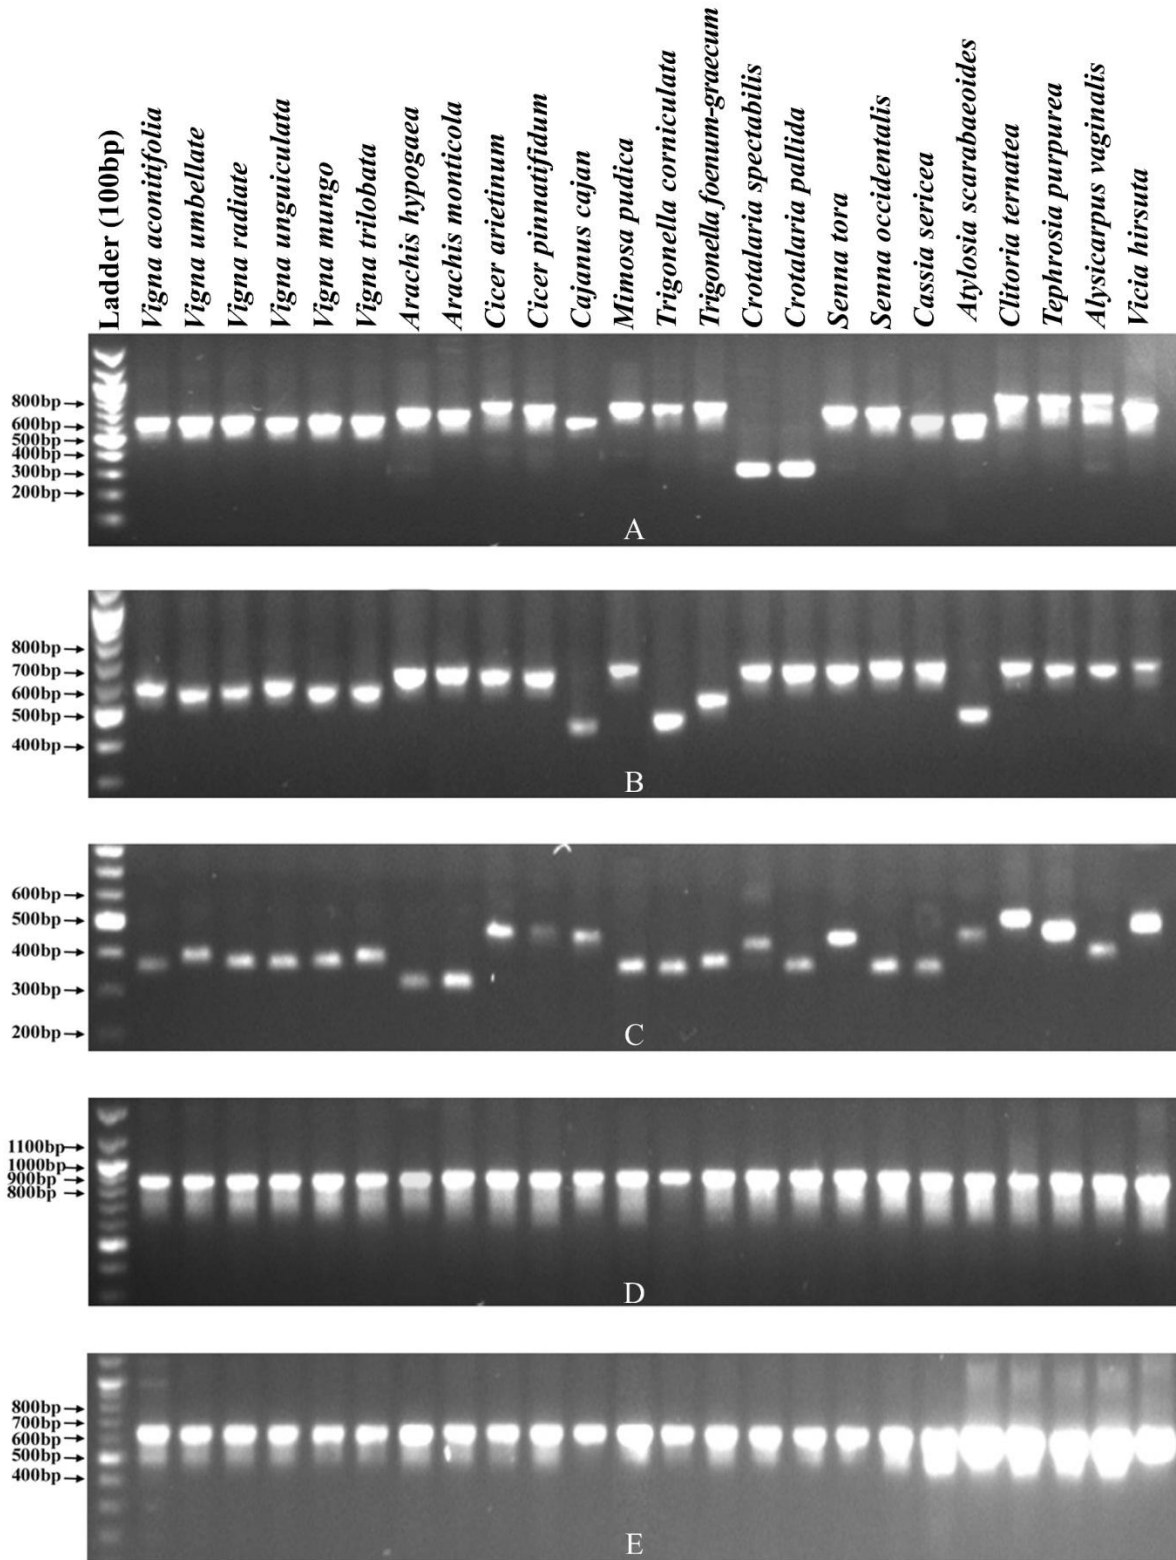 Ladder (100bp)
Vigna aconitifolia
Vigna umbellate
Vigna radiate
Vigna unguiculata
Vigna mungo
Vigna trilobata
Arachis hypogaea
Arachis monticola
Cicer arietinum
Cicer pinnatifidum
Cajanus cajan
Mimosa pudica
Trigonella corniculata
Trigonella foenum-graecum
Crotalaria spectabilis
Crotalaria pallida
Senna tora
Senna occidentalis
Cassia sericea
Atylosia scarabaeoides
Clitoria ternatea
Tephrosia purpurea
Alysicarpus vaginalis
Vicia hirsuta
800bp
600bp
500bp
400bp
300bp
200bp
A
800bp
700bp
600bp
500bp
400bp
B
600bp
500bp
400bp
300bp
200bp
C
1100bp
1000bp
900bp
800bp
D
800bp
700bp
600bp
500bp
400bp
E